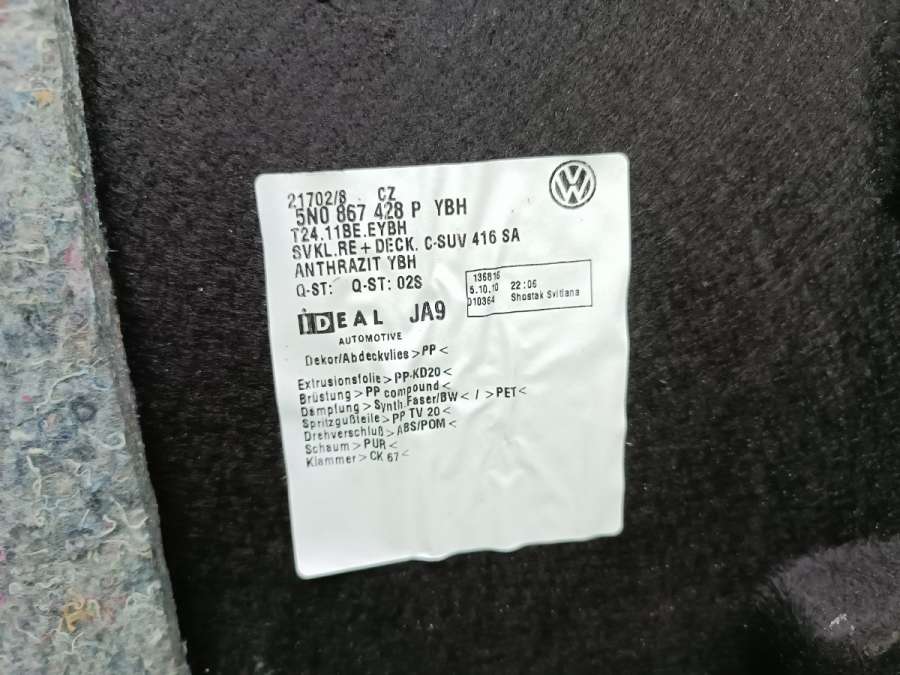 21702/8 CZ
5N0 867 428 P YBH
T24.11BE.EYBH
SVKL.RE + DECK. C-SUV 416 SA
ANTHRAZIT YBH
Q-ST: Q-ST: 02S
136816
5.10.10 22:06
010364 Shostak Svitlana
iDEAL JA9
AUTOMOTIVE
Dekor/Abdeckvlies >PP<
Extrusionsfolie >PP-KD20<
Brüstung >PP compound<
Dämpfung >Synth.Faser/BW< / >PET<
Spritzgußteile >PP TV 20<
Drehverschluß >ABS/POM<
Schaum >PUR<
Klammer >CK 67<
VW